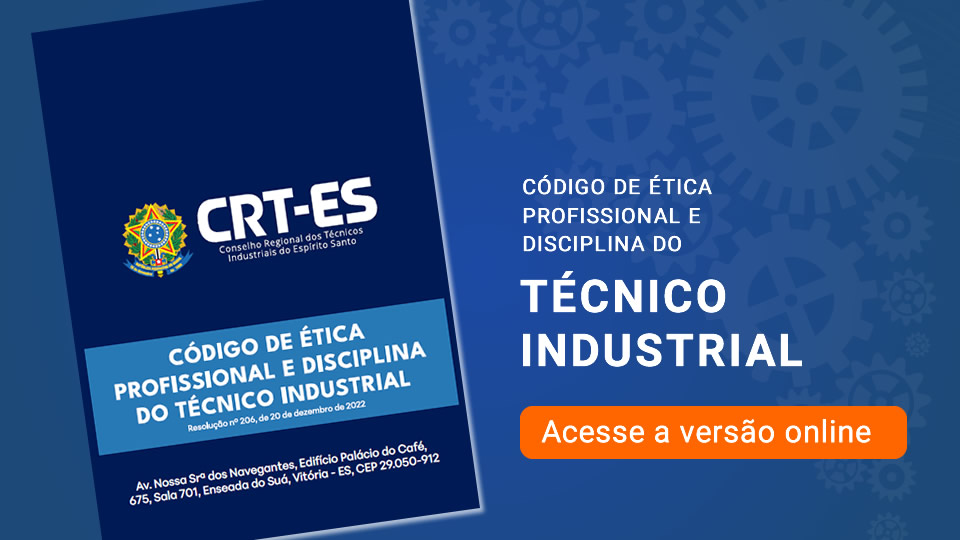 CRT-ES
Conselho Regional dos Técnicos
Industriais do Espírito Santo
CÓDIGO DE ÉTICA
PROFISSIONAL E DISCIPLINA
DO TÉCNICO INDUSTRIAL
Resolução nº 206, de 20 de dezembro de 2022
Av. Nossa Srª dos Navegantes, Edifício Palácio do Café,
675, Sala 701, Enseada do Suá, Vitória - ES, CEP 29.050-912
CÓDIGO DE ÉTICA
PROFISSIONAL E
DISCIPLINA DO
TÉCNICO
INDUSTRIAL
Acesse a versão online